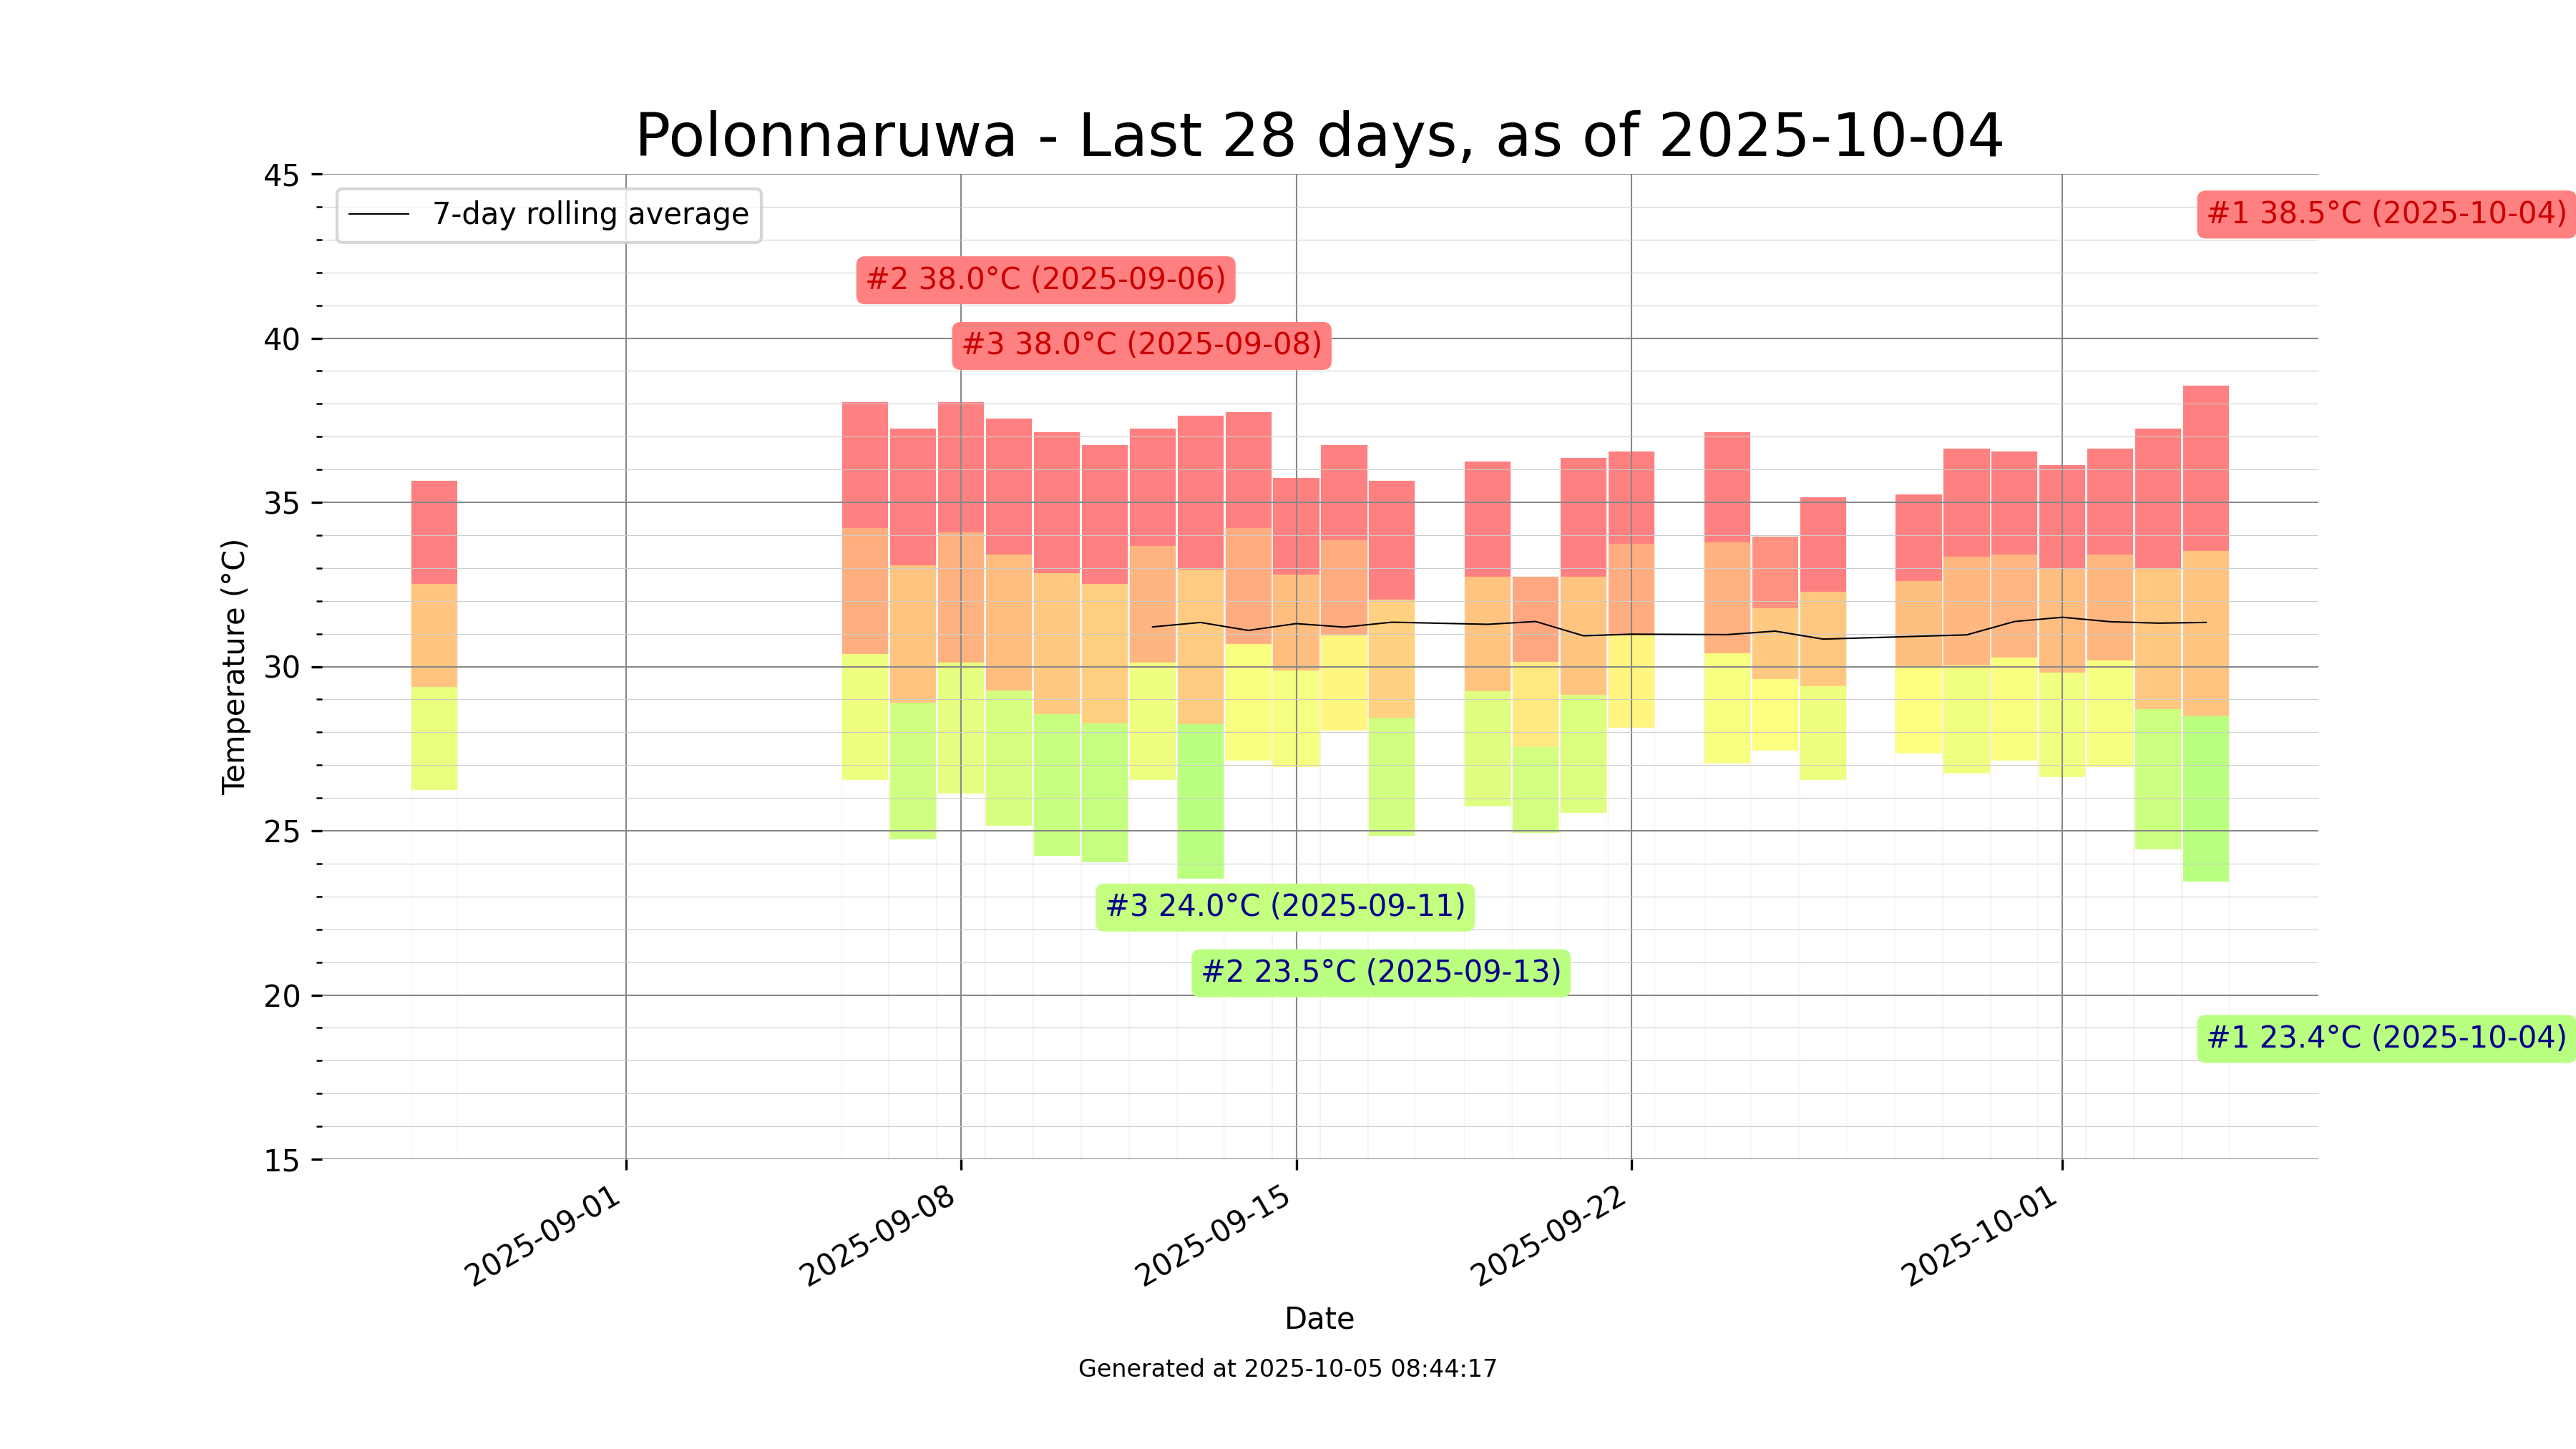 Polonnaruwa - Last 28 days, as of 2025-10-04
7-day rolling average
#1 38.5°C (2025-10-04)
#2 38.0°C (2025-09-06)
#3 38.0°C (2025-09-08)
45
40
35
30
25
20
15
Temperature (°C)
#3 24.0°C (2025-09-11)
#2 23.5°C (2025-09-13)
#1 23.4°C (2025-10-04)
2025-09-01
2025-09-08
2025-09-15
2025-09-22
2025-10-01
Date
Generated at 2025-10-05 08:44:17